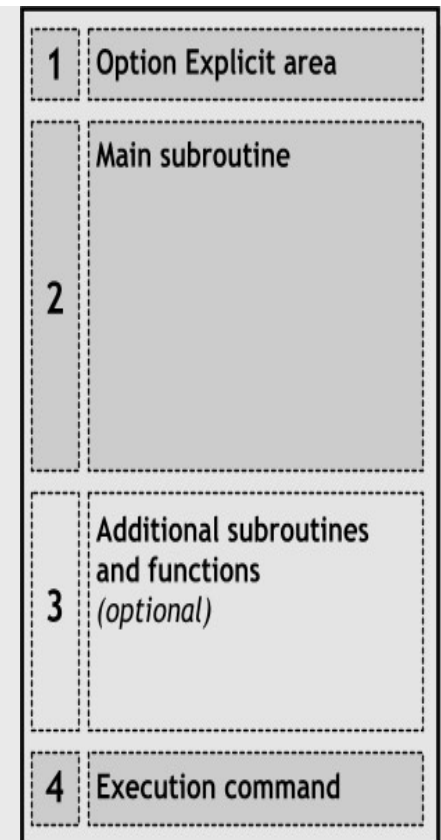 1 Option Explicit area
Main subroutine
2
Additional subroutines
and functions
3 (optional)
4 Execution command